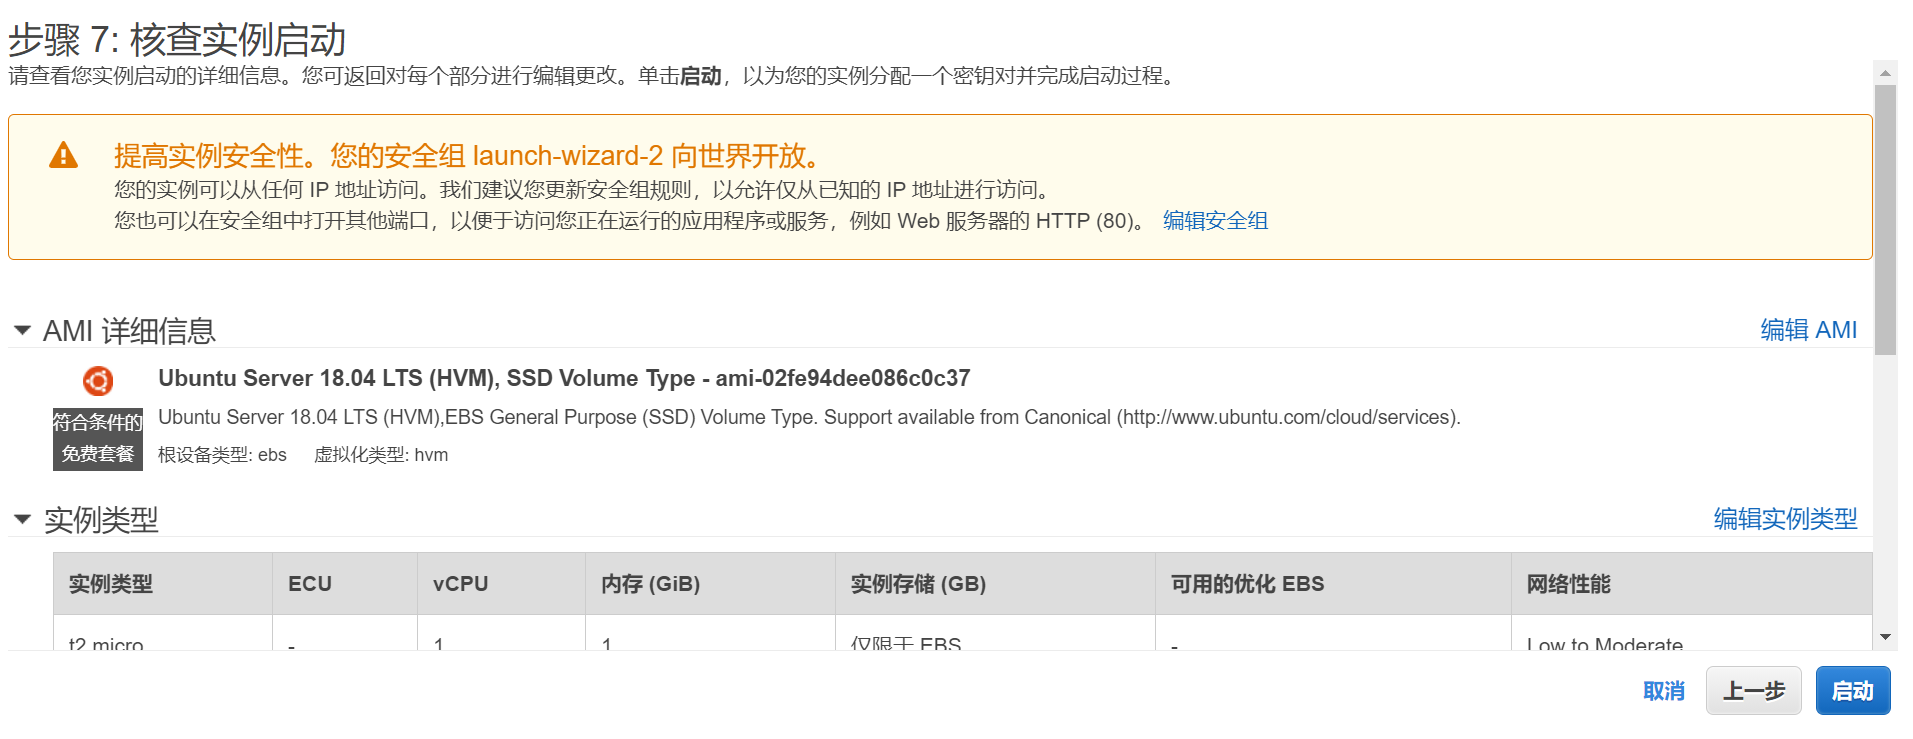 步骤 7: 核查实例启动
请查看您实例启动的详细信息。您可返回对每个部分进行编辑更改。单击启动，以为您的实例分配一个密钥对并完成启动过程。
提高实例安全性。您的安全组 launch-wizard-2 向世界开放。
您的实例可以从任何 IP 地址访问。我们建议您更新安全组规则，以允许仅从已知的 IP 地址进行访问。
您也可以在安全组中打开其他端口，以便于访问您正在运行的应用程序或服务，例如 Web 服务器的 HTTP (80)。 编辑安全组
AMI 详细信息 编辑 AMI
Ubuntu Server 18.04 LTS (HVM), SSD Volume Type - ami-02fe94dee086c0c37
符合条件的
免费套餐
Ubuntu Server 18.04 LTS (HVM),EBS General Purpose (SSD) Volume Type. Support available from Canonical (http://www.ubuntu.com/cloud/services).
根设备类型: ebs 虚拟化类型: hvm
实例类型 编辑实例类型
实例类型 ECU vCPU 内存 (GiB) 实例存储 (GB) 可用的优化 EBS 网络性能
t2.micro - 1 1 仅限于 EBS - Low to Moderate
取消 上一步 启动